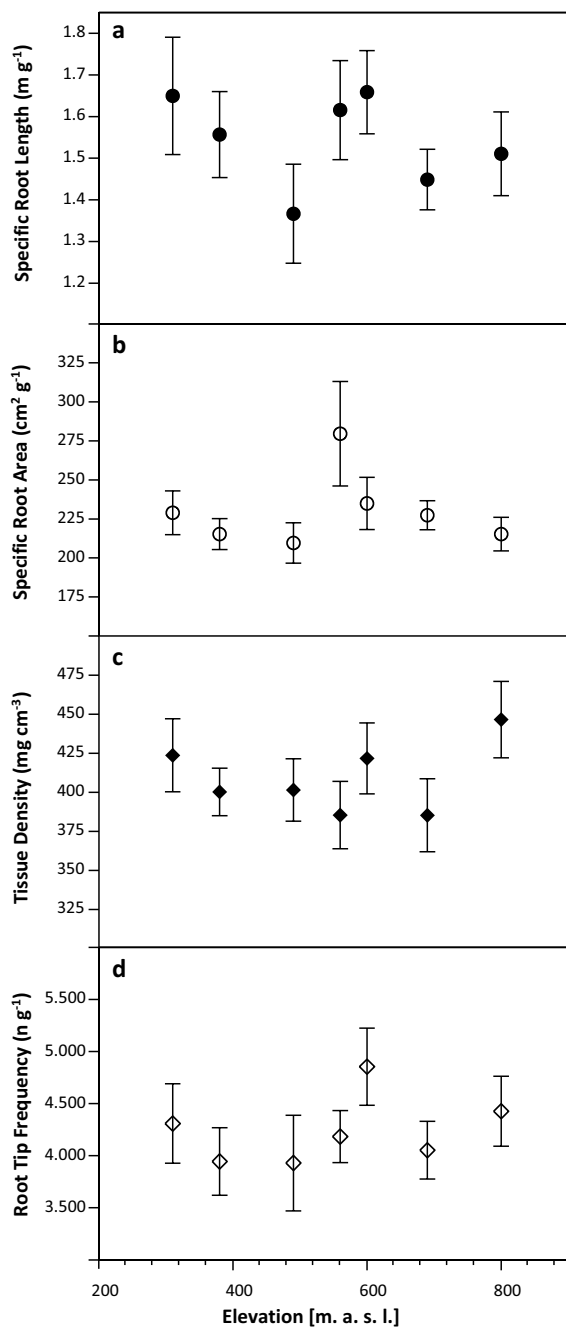 a
Specific Root Length (m g⁻¹)
1.8
1.7
1.6
1.5
1.4
1.3
1.2
b
Specific Root Area (cm² g⁻¹)
325
300
275
250
225
200
175
c
Tissue Density (mg cm⁻³)
475
450
425
400
375
350
325
d
Root Tip Frequency (n g⁻¹)
5.500
5.000
4.500
4.000
3.500
200 400 600 800
Elevation [m. a. s. l.]